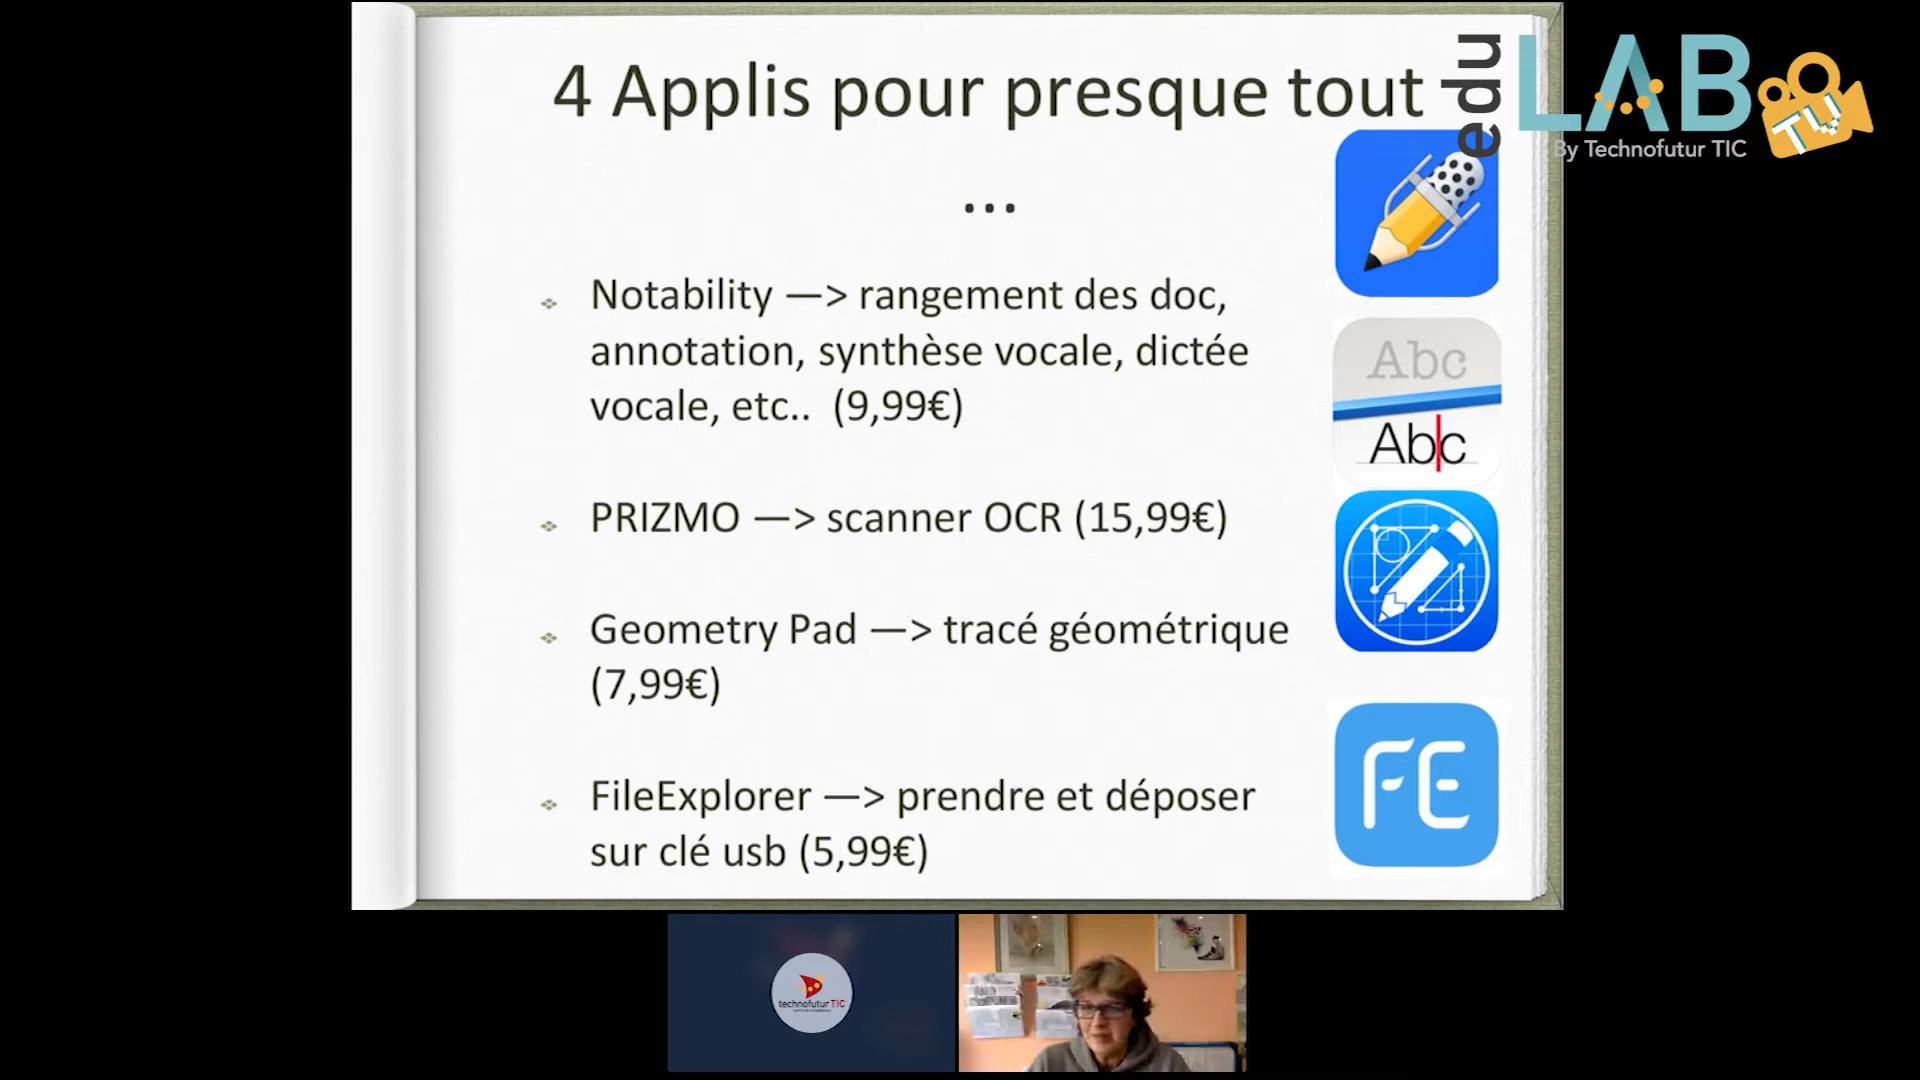 4 Applis pour presque tout
...
edu LAB TV
By Technofutur TIC
Notability —> rangement des doc,
annotation, synthèse vocale, dictée
vocale, etc.. (9,99€)
Abc
Abc
PRIZMO —> scanner OCR (15,99€)
Geometry Pad —> tracé géométrique
(7,99€)
FileExplorer —> prendre et déposer
sur clé usb (5,99€)
FE
technofutur TIC